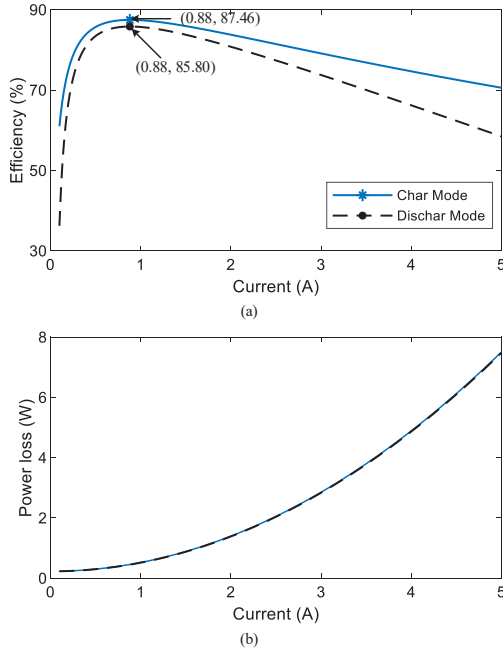 90
(0.88, 87.46)
(0.88, 85.80)
70
Efficiency (%)
50
Char Mode
Dischar Mode
30
0 1 2 3 4 5
Current (A)
(a)
8
6
Power loss (W)
4
2
0
0 1 2 3 4 5
Current (A)
(b)